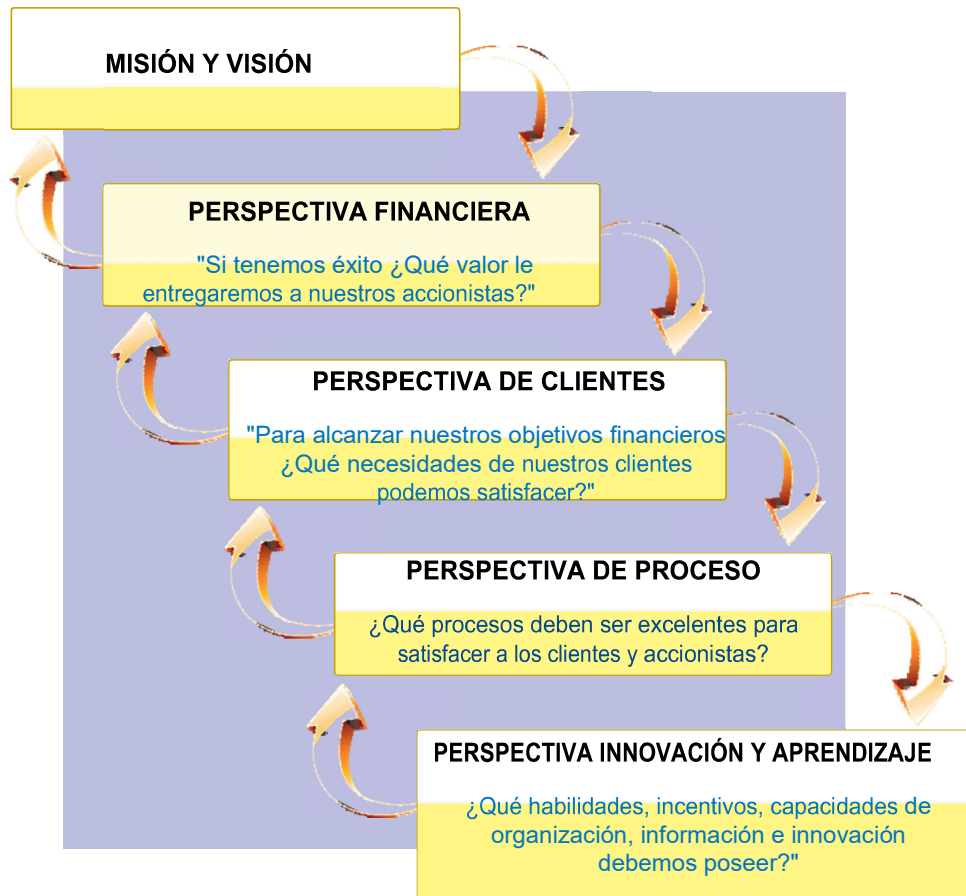 MISIÓN Y VISIÓN
PERSPECTIVA FINANCIERA
"Si tenemos éxito ¿Qué valor le
entregaremos a nuestros accionistas?"
PERSPECTIVA DE CLIENTES
"Para alcanzar nuestros objetivos financieros
¿Qué necesidades de nuestros clientes
podemos satisfacer?"
PERSPECTIVA DE PROCESO
¿Qué procesos deben ser excelentes para
satisfacer a los clientes y accionistas?
PERSPECTIVA INNOVACIÓN Y APRENDIZAJE
¿Qué habilidades, incentivos, capacidades de
organización, información e innovación
debemos poseer?"